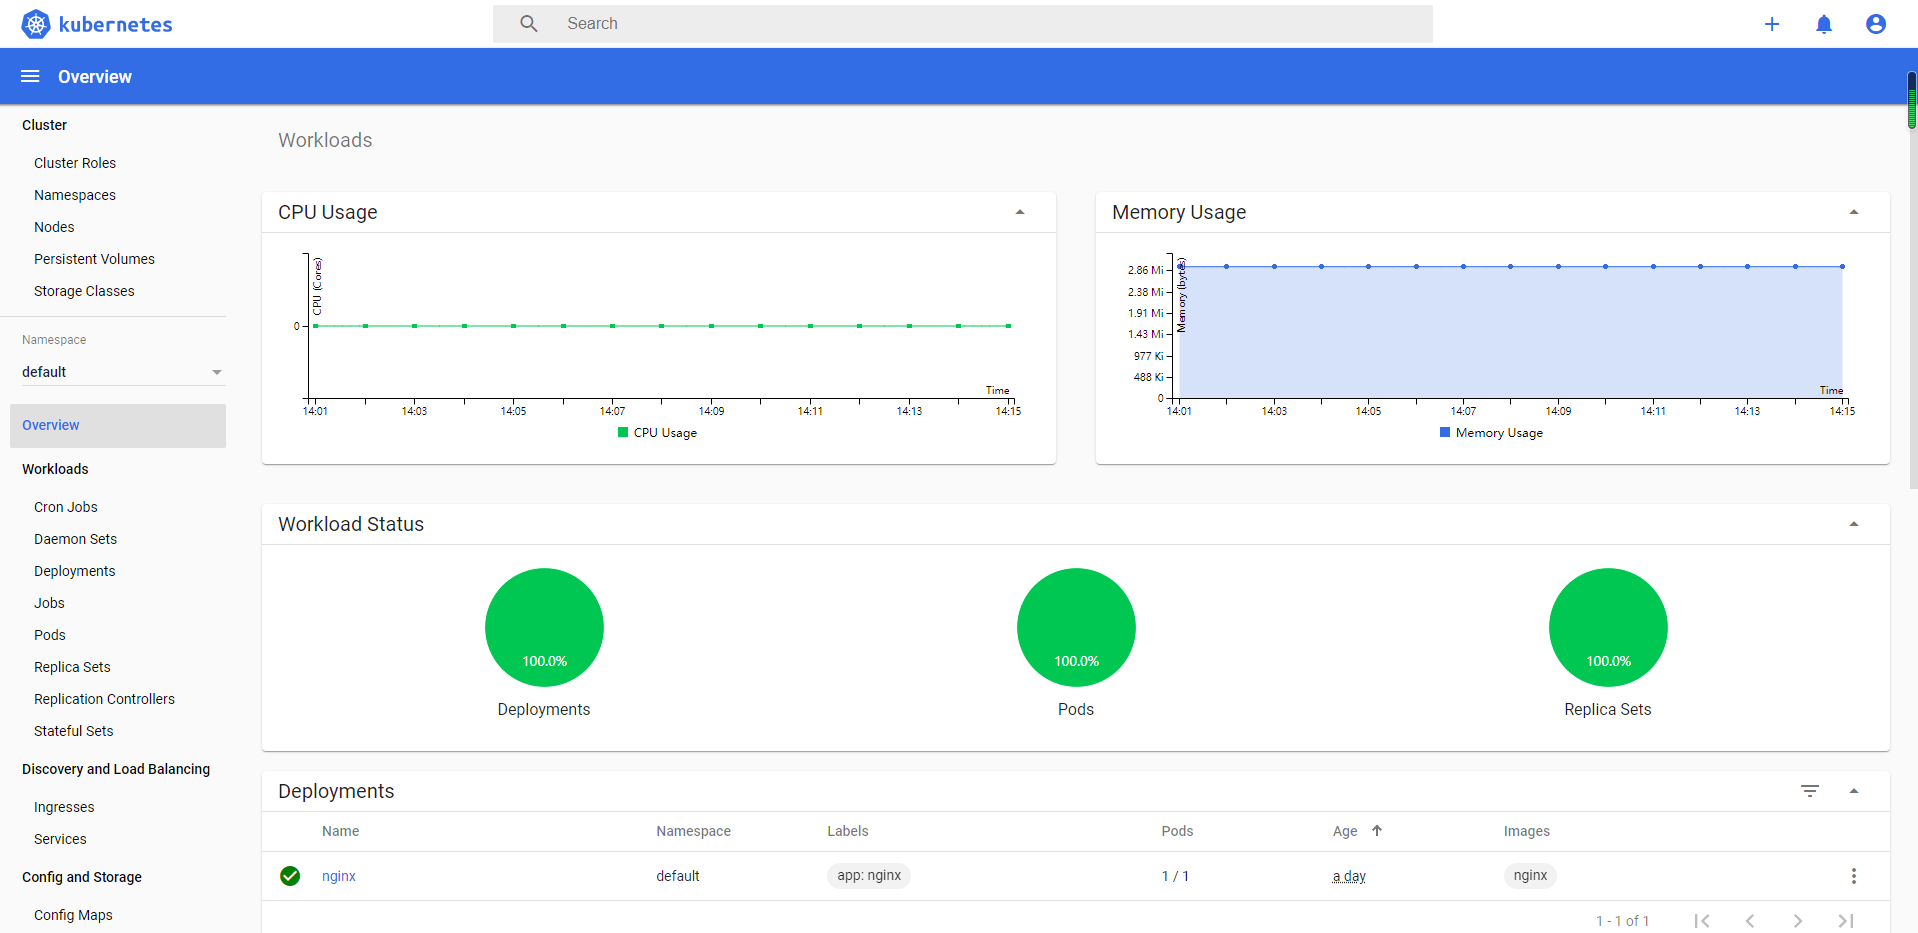 kubernetes
Search
Overview
Cluster
Cluster Roles
Namespaces
Nodes
Persistent Volumes
Storage Classes
Namespace
default
Overview
Workloads
Cron Jobs
Daemon Sets
Deployments
Jobs
Pods
Replica Sets
Replication Controllers
Stateful Sets
Discovery and Load Balancing
Ingresses
Services
Config and Storage
Config Maps
Workloads
CPU Usage
CPU (Cores)
0
Time
14:01 14:03 14:05 14:07 14:09 14:11 14:13 14:15
CPU Usage
Memory Usage
Memory (bytes)
2.86 Mi
2.38 Mi
1.91 Mi
1.43 Mi
977 Ki
488 Ki
0
Time
14:01 14:03 14:05 14:07 14:09 14:11 14:13 14:15
Memory Usage
Workload Status
100.0% 100.0% 100.0%
Deployments Pods Replica Sets
Deployments
Name Namespace Labels Pods Age Images
nginx default app: nginx 1 / 1 a day nginx
1 - 1 of 1